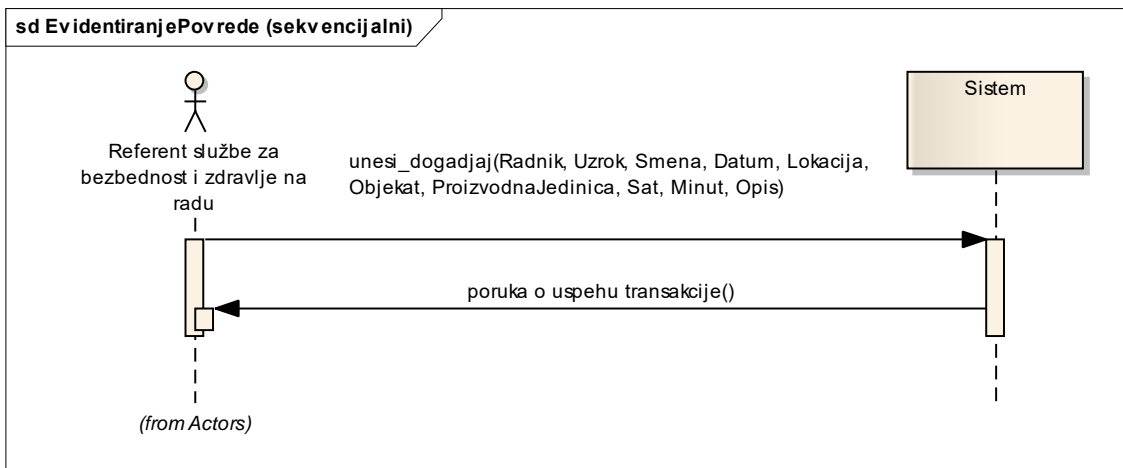 sd EvidentiranjePovrede (sekvencijalni)
Referent službe za
bezbednost i zdravlje na
radu
Sistem
unesi_dogadjaj(Radnik, Uzrok, Smena, Datum, Lokacija,
Objekat, ProizvodnaJedinica, Sat, Minut, Opis)
poruka o uspehu transakcije()
(from Actors)